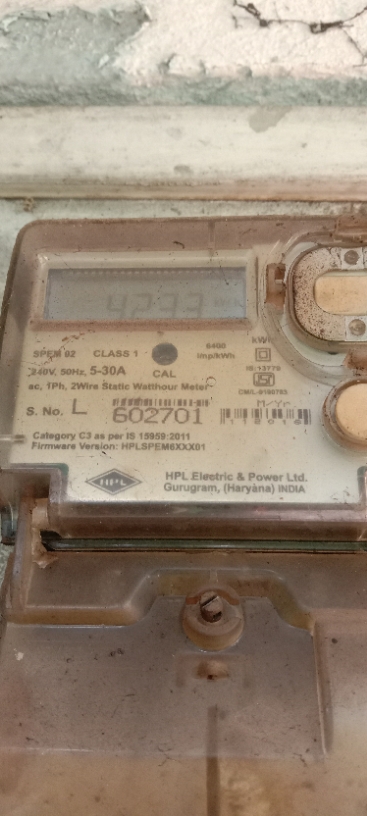 4233
kWh
SPEM 02 CLASS 1 6400 imp/kWh
240V, 50Hz, 5-30A CAL
IS:13779
ac, 1Ph, 2Wire Static Watthour Meter
M/Yr
S. No. L 602701
Category C3 as per IS 15959:2011
Firmware Version: HPLSPEM6XXX01
HPL
HPL Electric & Power Ltd.
Gurugram, (Haryana) INDIA